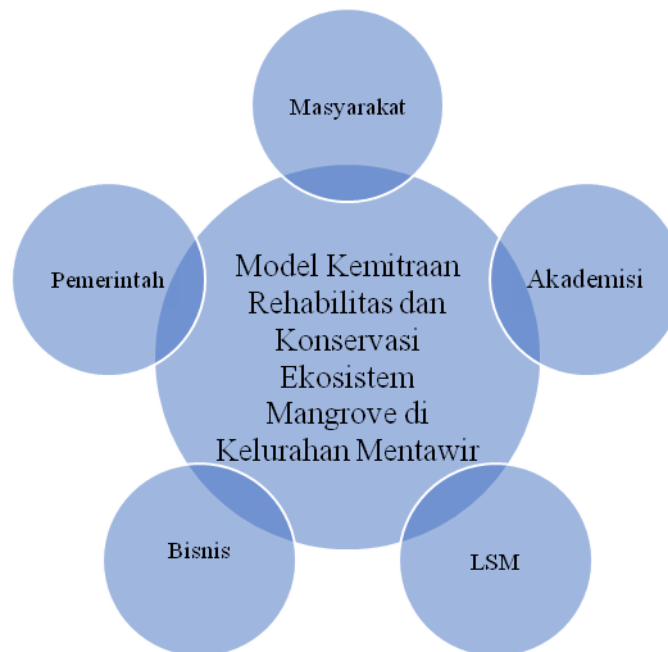 Masyarakat
Pemerintah
Model Kemitraan
Rehabilitas dan
Konservasi
Ekosistem
Mangrove di
Kelurahan Mentawir
Akademisi
Bisnis
LSM